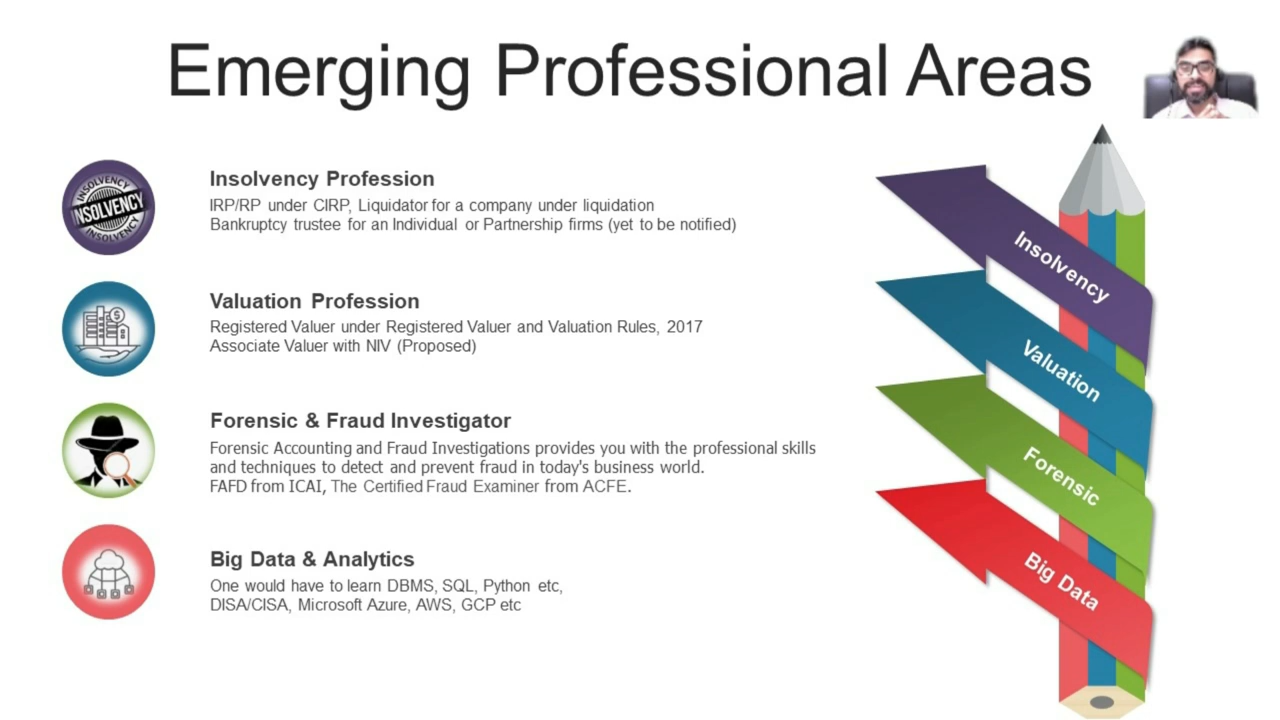 Emerging Professional Areas
INSOLVENCY
INSOLVENCY
INSOLVENCY
Insolvency Profession
IRP/RP under CIRP, Liquidator for a company under liquidation
Bankruptcy trustee for an Individual or Partnership firms (yet to be notified)
Valuation Profession
Registered Valuer under Registered Valuer and Valuation Rules, 2017
Associate Valuer with NIV (Proposed)
Forensic & Fraud Investigator
Forensic Accounting and Fraud Investigations provides you with the professional skills
and techniques to detect and prevent fraud in today's business world.
FAFD from ICAI, The Certified Fraud Examiner from ACFE.
Big Data & Analytics
One would have to learn DBMS, SQL, Python etc,
DISA/CISA, Microsoft Azure, AWS, GCP etc
Insolvency
Valuation
Forensic
Big Data